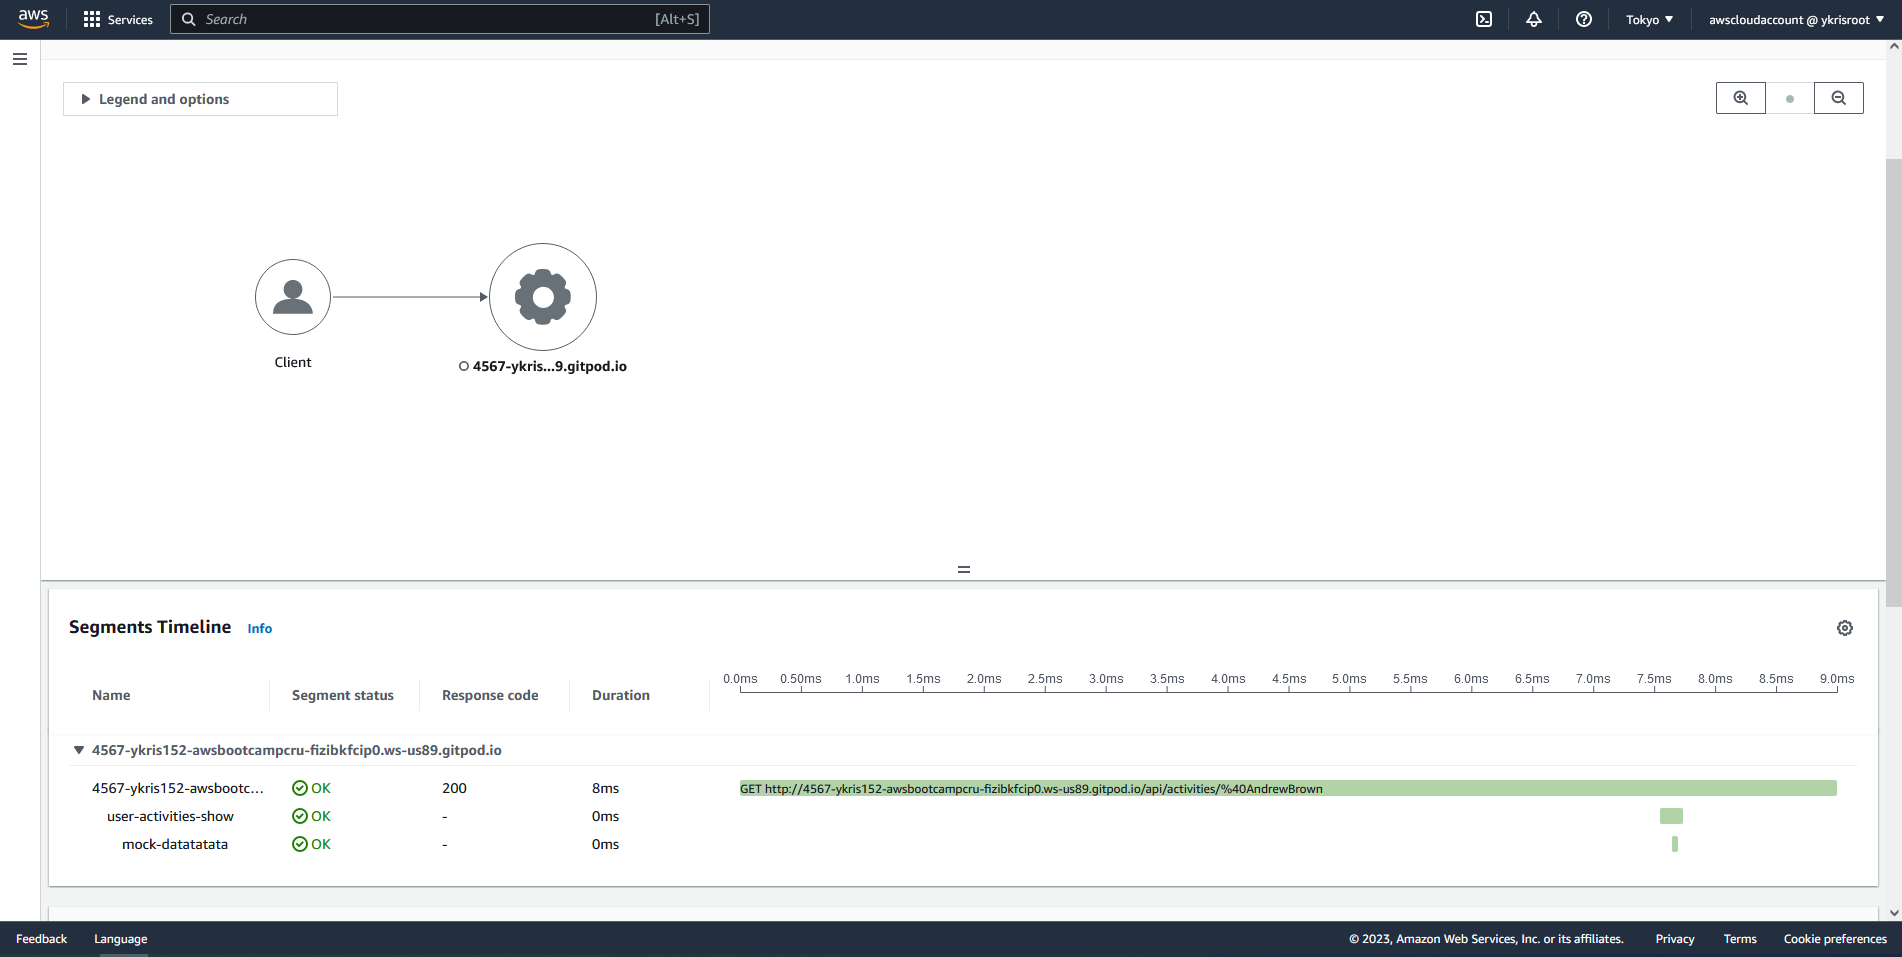 aws
Services
Search [Alt+S]
Tokyo ▼
awscloudaccount @ ykrisroot ▼
Legend and options
Client
4567-ykris...9.gitpod.io
Segments Timeline Info
Name Segment status Response code Duration
0.0ms 0.50ms 1.0ms 1.5ms 2.0ms 2.5ms 3.0ms 3.5ms 4.0ms 4.5ms 5.0ms 5.5ms 6.0ms 6.5ms 7.0ms 7.5ms 8.0ms 8.5ms 9.0ms
4567-ykris152-awsbootcampcru-fizibkfcip0.ws-us89.gitpod.io
4567-ykris152-awsbootc... OK 200 8ms GET http://4567-ykris152-awsbootcampcru-fizibkfcip0.ws-us89.gitpod.io/api/activities/%40AndrewBrown
user-activities-show OK - 0ms
mock-datatatata OK - 0ms
Feedback Language © 2023, Amazon Web Services, Inc. or its affiliates. Privacy Terms Cookie preferences